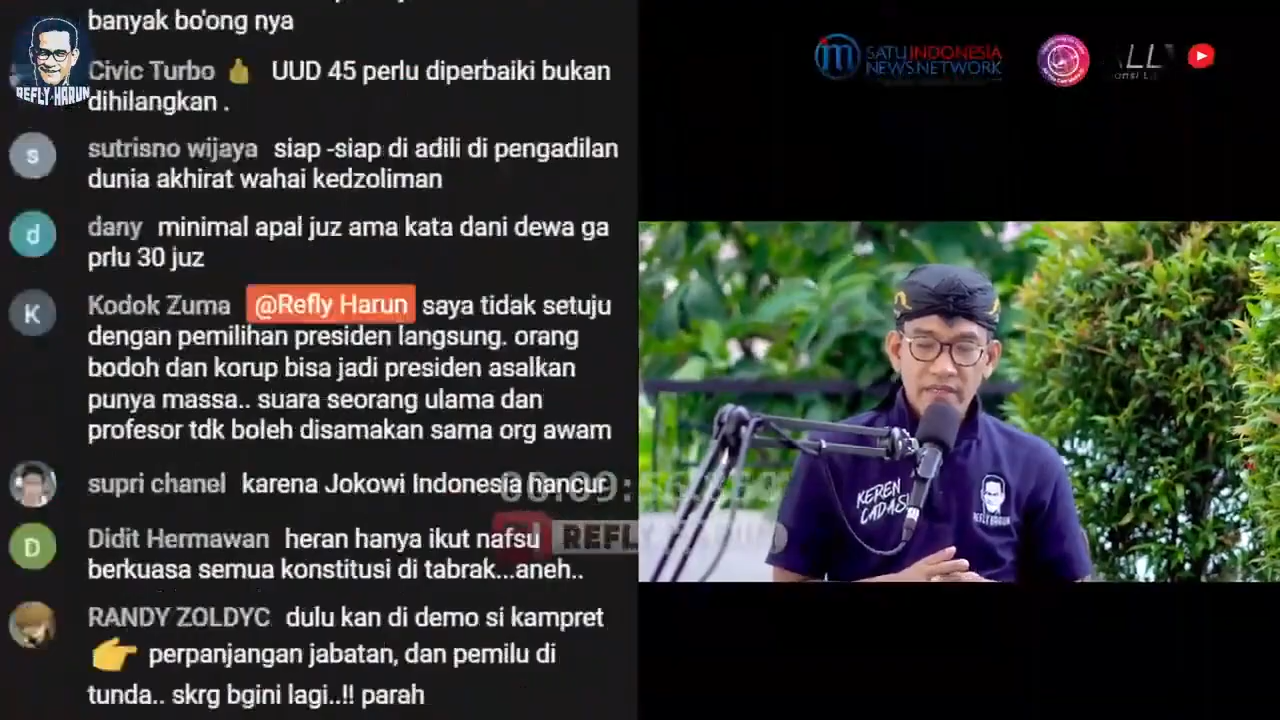 banyak bo'ong nya
REFLY HARUN
Civic Turbo 👍 UUD 45 perlu diperbaiki bukan
dihilangkan .
s
sutrisno wijaya siap -siap di adili di pengadilan
dunia akhirat wahai kedzoliman
d
dany minimal apal juz ama kata dani dewa ga
prlu 30 juz
K
Kodok Zuma @Refly Harun saya tidak setuju
dengan pemilihan presiden langsung. orang
bodoh dan korup bisa jadi presiden asalkan
punya massa.. suara seorang ulama dan
profesor tdk boleh disamakan sama org awam
supri chanel karena Jokowi Indonesia hancur
D
Didit Hermawan heran hanya ikut nafsu
berkuasa semua konstitusi di tabrak...aneh..
RANDY ZOLDYC dulu kan di demo si kampret
👉 perpanjangan jabatan, dan pemilu di
tunda.. skrg bgini lagi..!! parah
SATU INDONESIA
NEWS.NETWORK
KEREN
CADAS!
REFLY HARUN
REFLY HARUN